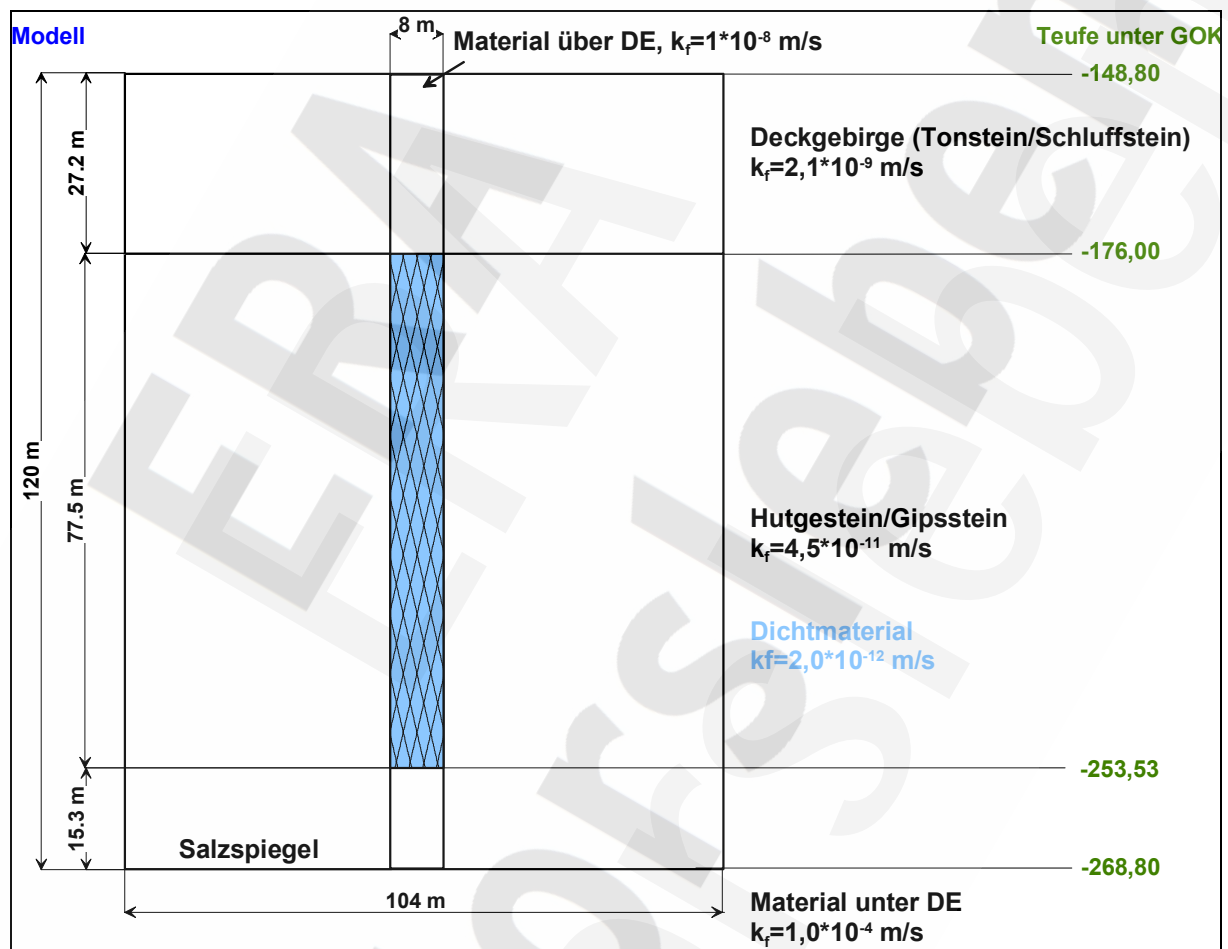 Modell
8 m
Material über DE, kf=1*10-8 m/s
Teufe unter GOK
-148,80
27.2 m
Deckgebirge (Tonstein/Schluffstein)
kf=2,1*10-9 m/s
-176,00
120 m
77.5 m
Hutgestein/Gipsstein
kf=4,5*10-11 m/s
Dichtmaterial
kf=2,0*10-12 m/s
-253,53
15.3 m
Salzspiegel
-268,80
104 m
Material unter DE
kf=1,0*10-4 m/s
ERA